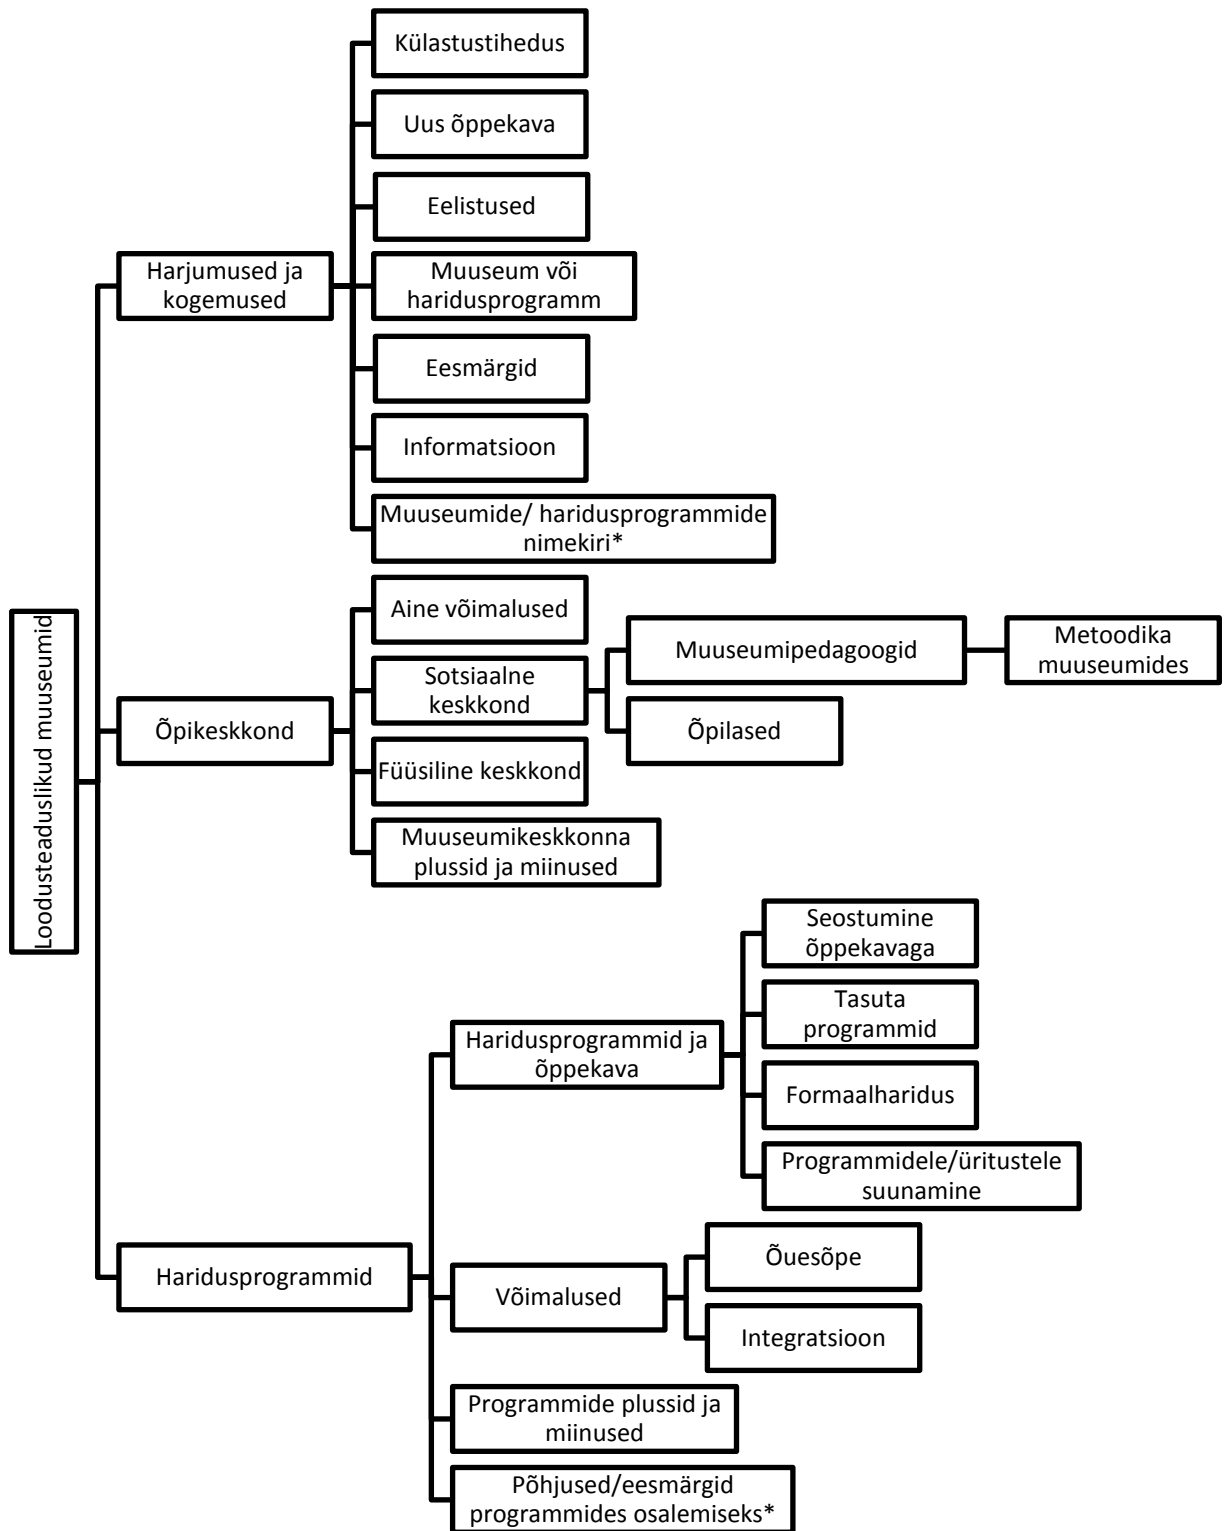 Külastustihedus
Uus õppekava
Eelistused
Harjumused ja
kogemused
Muuseum või
haridusprogramm
Eesmärgid
Informatsioon
Muuseumide/ haridusprogrammide
nimekiri*
Loodusteaduslikud muuseumid
Aine võimalused
Õpikeskkond
Sotsiaalne
keskkond
Muuseumipedagoogid
Metoodika
muuseumides
Õpilased
Füüsiline keskkond
Muuseumikeskkonna
plussid ja miinused
Haridusprogrammid
Haridusprogrammid ja
õppekava
Seostumine
õppekavaga
Tasuta
programmid
Formaalharidus
Programmidele/üritustele
suunamine
Võimalused
Õuesõpe
Integratsioon
Programmide plussid ja
miinused
Põhjused/eesmärgid
programmides osalemiseks*